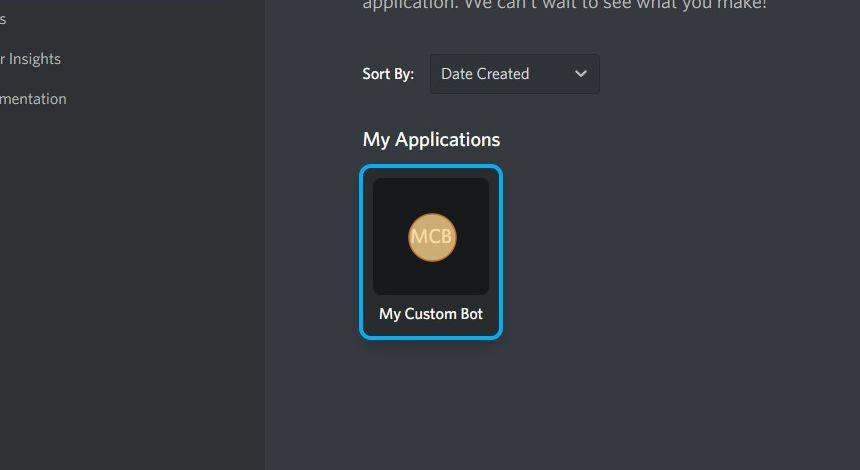 application. We can't wait to see what you make!
s
r Insights
mentation
Sort By:
Date Created
My Applications
MCB
My Custom Bot